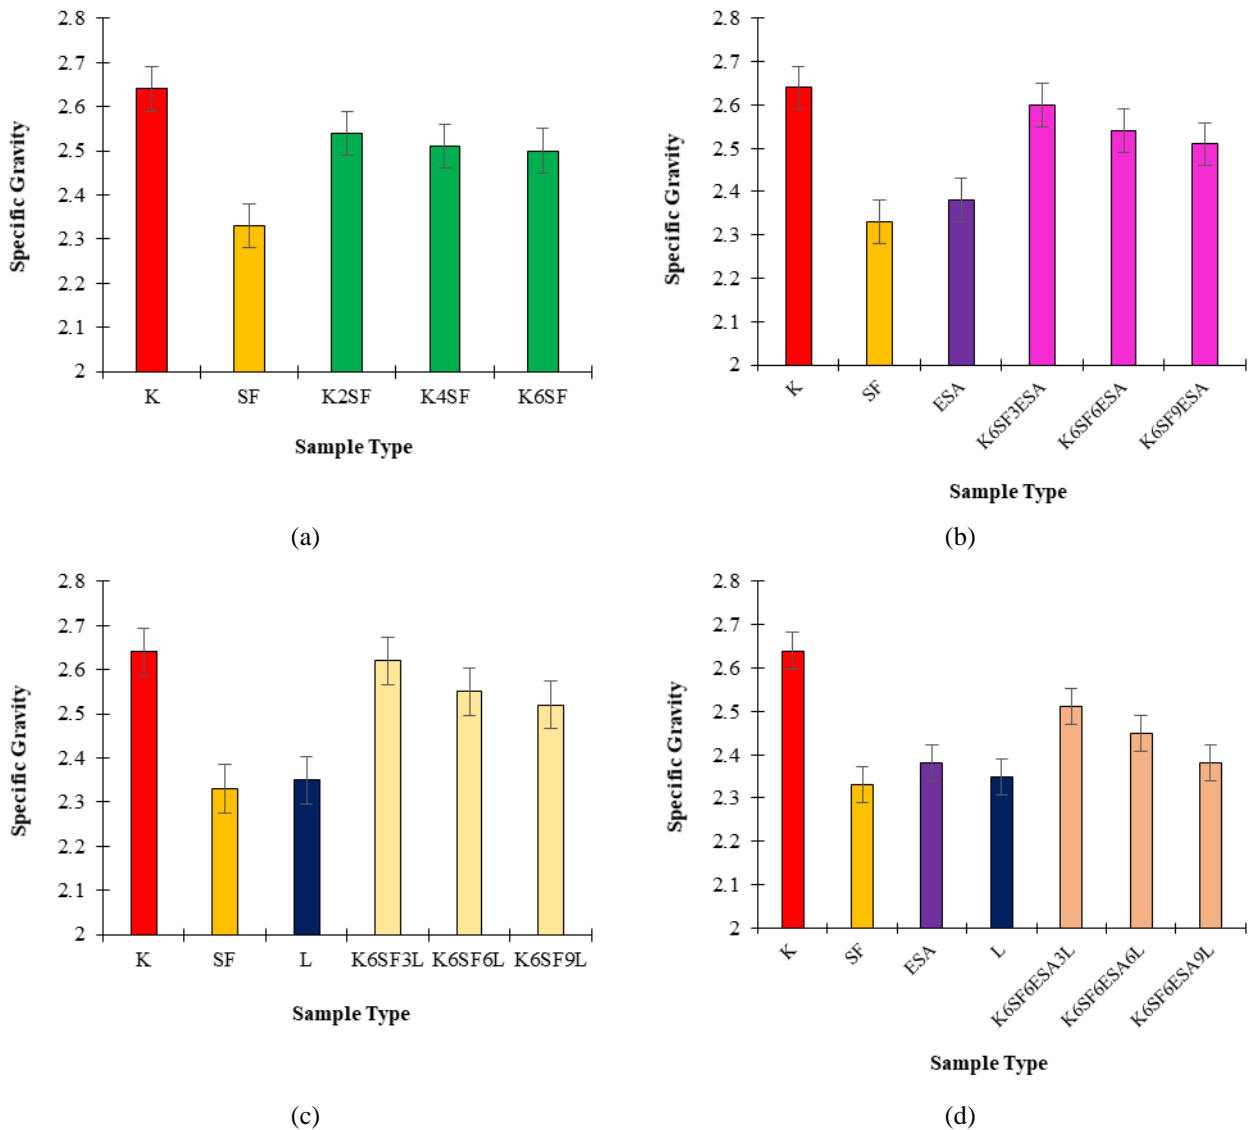 2.8
2.7
2.6
2.5
2.4
2.3
2.2
2.1
2
Specific Gravity
K SF K2SF K4SF K6SF
Sample Type
(a)
2.8
2.7
2.6
2.5
2.4
2.3
2.2
2.1
2
Specific Gravity
K SF ESA K6SF3ESA K6SF6ESA K6SF9ESA
Sample Type
(b)
2.8
2.7
2.6
2.5
2.4
2.3
2.2
2.1
2
Specific Gravity
K SF L K6SF3L K6SF6L K6SF9L
Sample Type
(c)
2.8
2.7
2.6
2.5
2.4
2.3
2.2
2.1
2
Specific Gravity
K SF ESA L K6SF6ESA3L K6SF6ESA6L K6SF6ESA9L
Sample Type
(d)